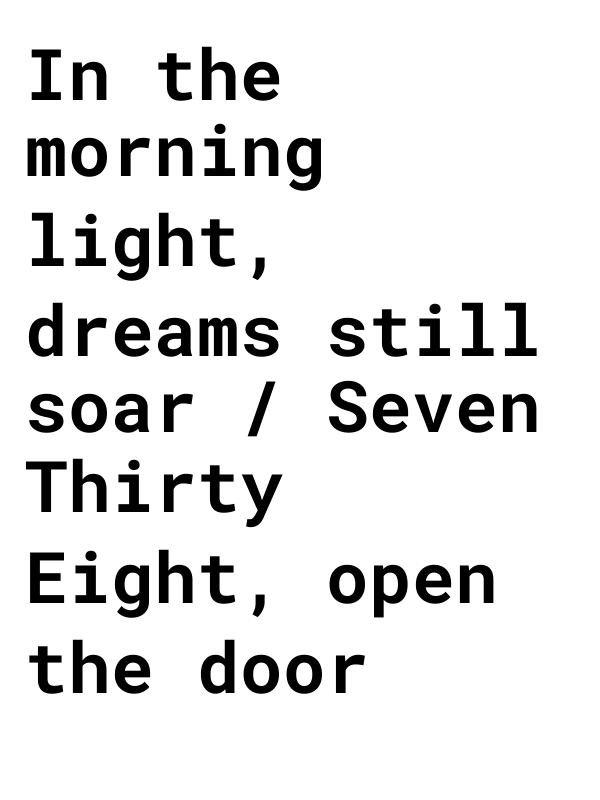 In the
morning
light,
dreams still
soar / Seven
Thirty
Eight, open
the door